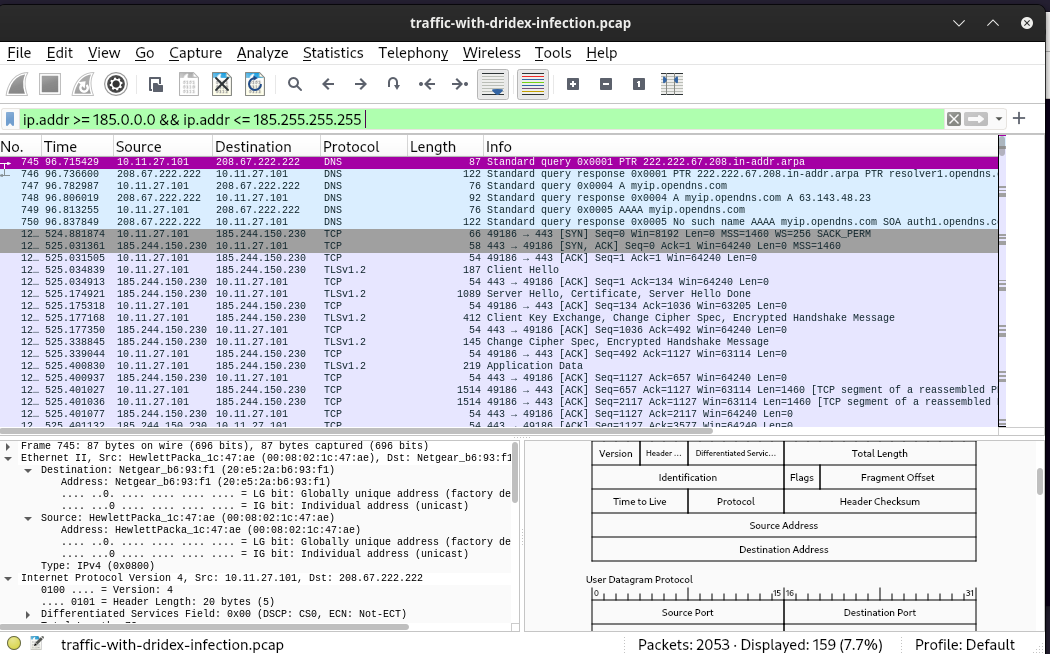 traffic-with-dridex-infection.pcap
File Edit View Go Capture Analyze Statistics Telephony Wireless Tools Help
ip.addr >= 185.0.0.0 && ip.addr <= 185.255.255.255
No. Time Source Destination Protocol Length Info
745 96.715429 10.11.27.101 208.67.222.222 DNS 87 Standard query 0x0001 PTR 222.222.67.208.in-addr.arpa
746 96.736600 208.67.222.222 10.11.27.101 DNS 122 Standard query response 0x0001 PTR 222.222.67.208.in-addr.arpa PTR resolver1.opendns.
747 96.782987 10.11.27.101 208.67.222.222 DNS 76 Standard query 0x0004 A myip.opendns.com
748 96.806019 208.67.222.222 10.11.27.101 DNS 92 Standard query response 0x0004 A myip.opendns.com A 63.143.48.23
749 96.813255 10.11.27.101 208.67.222.222 DNS 76 Standard query 0x0005 AAAA myip.opendns.com
750 96.837849 208.67.222.222 10.11.27.101 DNS 122 Standard query response 0x0005 No such name AAAA myip.opendns.com SOA auth1.opendns.c
12… 524.881874 10.11.27.101 185.244.150.230 TCP 66 49186 → 443 [SYN] Seq=0 Win=8192 Len=0 MSS=1460 WS=256 SACK_PERM
12… 525.031361 185.244.150.230 10.11.27.101 TCP 58 443 → 49186 [SYN, ACK] Seq=0 Ack=1 Win=64240 Len=0 MSS=1460
12… 525.031505 10.11.27.101 185.244.150.230 TCP 54 49186 → 443 [ACK] Seq=1 Ack=1 Win=64240 Len=0
12… 525.034839 10.11.27.101 185.244.150.230 TLSv1.2 187 Client Hello
12… 525.034913 185.244.150.230 10.11.27.101 TCP 54 443 → 49186 [ACK] Seq=1 Ack=134 Win=64240 Len=0
12… 525.174921 185.244.150.230 10.11.27.101 TLSv1.2 1089 Server Hello, Certificate, Server Hello Done
12… 525.175318 10.11.27.101 185.244.150.230 TCP 54 49186 → 443 [ACK] Seq=134 Ack=1036 Win=63205 Len=0
12… 525.177168 10.11.27.101 185.244.150.230 TLSv1.2 412 Client Key Exchange, Change Cipher Spec, Encrypted Handshake Message
12… 525.177350 185.244.150.230 10.11.27.101 TCP 54 443 → 49186 [ACK] Seq=1036 Ack=492 Win=64240 Len=0
12… 525.338845 185.244.150.230 10.11.27.101 TLSv1.2 145 Change Cipher Spec, Encrypted Handshake Message
12… 525.339044 10.11.27.101 185.244.150.230 TCP 54 49186 → 443 [ACK] Seq=492 Ack=1127 Win=63114 Len=0
12… 525.400830 10.11.27.101 185.244.150.230 TLSv1.2 219 Application Data
12… 525.400937 185.244.150.230 10.11.27.101 TCP 54 443 → 49186 [ACK] Seq=1127 Ack=657 Win=64240 Len=0
12… 525.401027 10.11.27.101 185.244.150.230 TCP 1514 49186 → 443 [ACK] Seq=657 Ack=1127 Win=63114 Len=1460 [TCP segment of a reassembled P
12… 525.401036 10.11.27.101 185.244.150.230 TCP 1514 49186 → 443 [ACK] Seq=2117 Ack=1127 Win=63114 Len=1460 [TCP segment of a reassembled
12… 525.401077 185.244.150.230 10.11.27.101 TCP 54 443 → 49186 [ACK] Seq=1127 Ack=2117 Win=64240 Len=0
12… 525.401132 185.244.150.230 10.11.27.101 TCP 54 443 → 49186 [ACK] Seq=1127 Ack=3577 Win=64240 Len=0
Frame 745: 87 bytes on wire (696 bits), 87 bytes captured (696 bits)
Ethernet II, Src: HewlettPacka_1c:47:ae (00:08:02:1c:47:ae), Dst: Netgear_b6:93:f1
Destination: Netgear_b6:93:f1 (20:e5:2a:b6:93:f1)
Address: Netgear_b6:93:f1 (20:e5:2a:b6:93:f1)
.... ..0. .... .... .... .... = LG bit: Globally unique address (factory de
.... ...0 .... .... .... .... = IG bit: Individual address (unicast)
Source: HewlettPacka_1c:47:ae (00:08:02:1c:47:ae)
Address: HewlettPacka_1c:47:ae (00:08:02:1c:47:ae)
.... ..0. .... .... .... .... = LG bit: Globally unique address (factory de
.... ...0 .... .... .... .... = IG bit: Individual address (unicast)
Type: IPv4 (0x0800)
Internet Protocol Version 4, Src: 10.11.27.101, Dst: 208.67.222.222
0100 .... = Version: 4
.... 0101 = Header Length: 20 bytes (5)
Differentiated Services Field: 0x00 (DSCP: CS0, ECN: Not-ECT)
Version Header ... Differentiated Servic... Total Length
Identification Flags Fragment Offset
Time to Live Protocol Header Checksum
Source Address
Destination Address
User Datagram Protocol
0 15 16 31
Source Port Destination Port
traffic-with-dridex-infection.pcap Packets: 2053 · Displayed: 159 (7.7%) Profile: Default